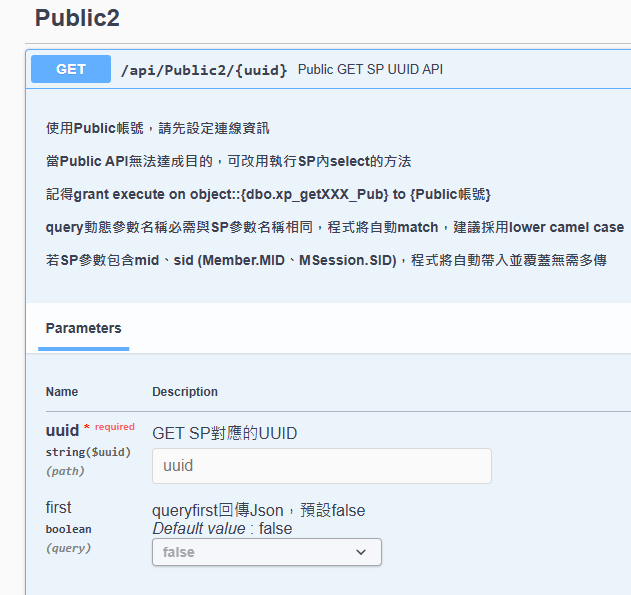 Public2
GET /api/Public2/{uuid} Public GET SP UUID API
使用Public帳號，請先設定連線資訊
當Public API無法達成目的，可改用執行SP內select的方法
記得grant execute on object::{dbo.xp_getXXX_Pub} to {Public帳號}
query動態參數名稱必需與SP參數名稱相同，程式將自動match，建議採用lower camel case
若SP參數包含mid、sid (Member.MID、MSession.SID)，程式將自動帶入並覆蓋無需多傳
Parameters
Name Description
uuid * required
string($uuid)
(path)
GET SP對應的UUID
uuid
first
boolean
(query)
queryfirst回傳Json，預設false
Default value : false
false